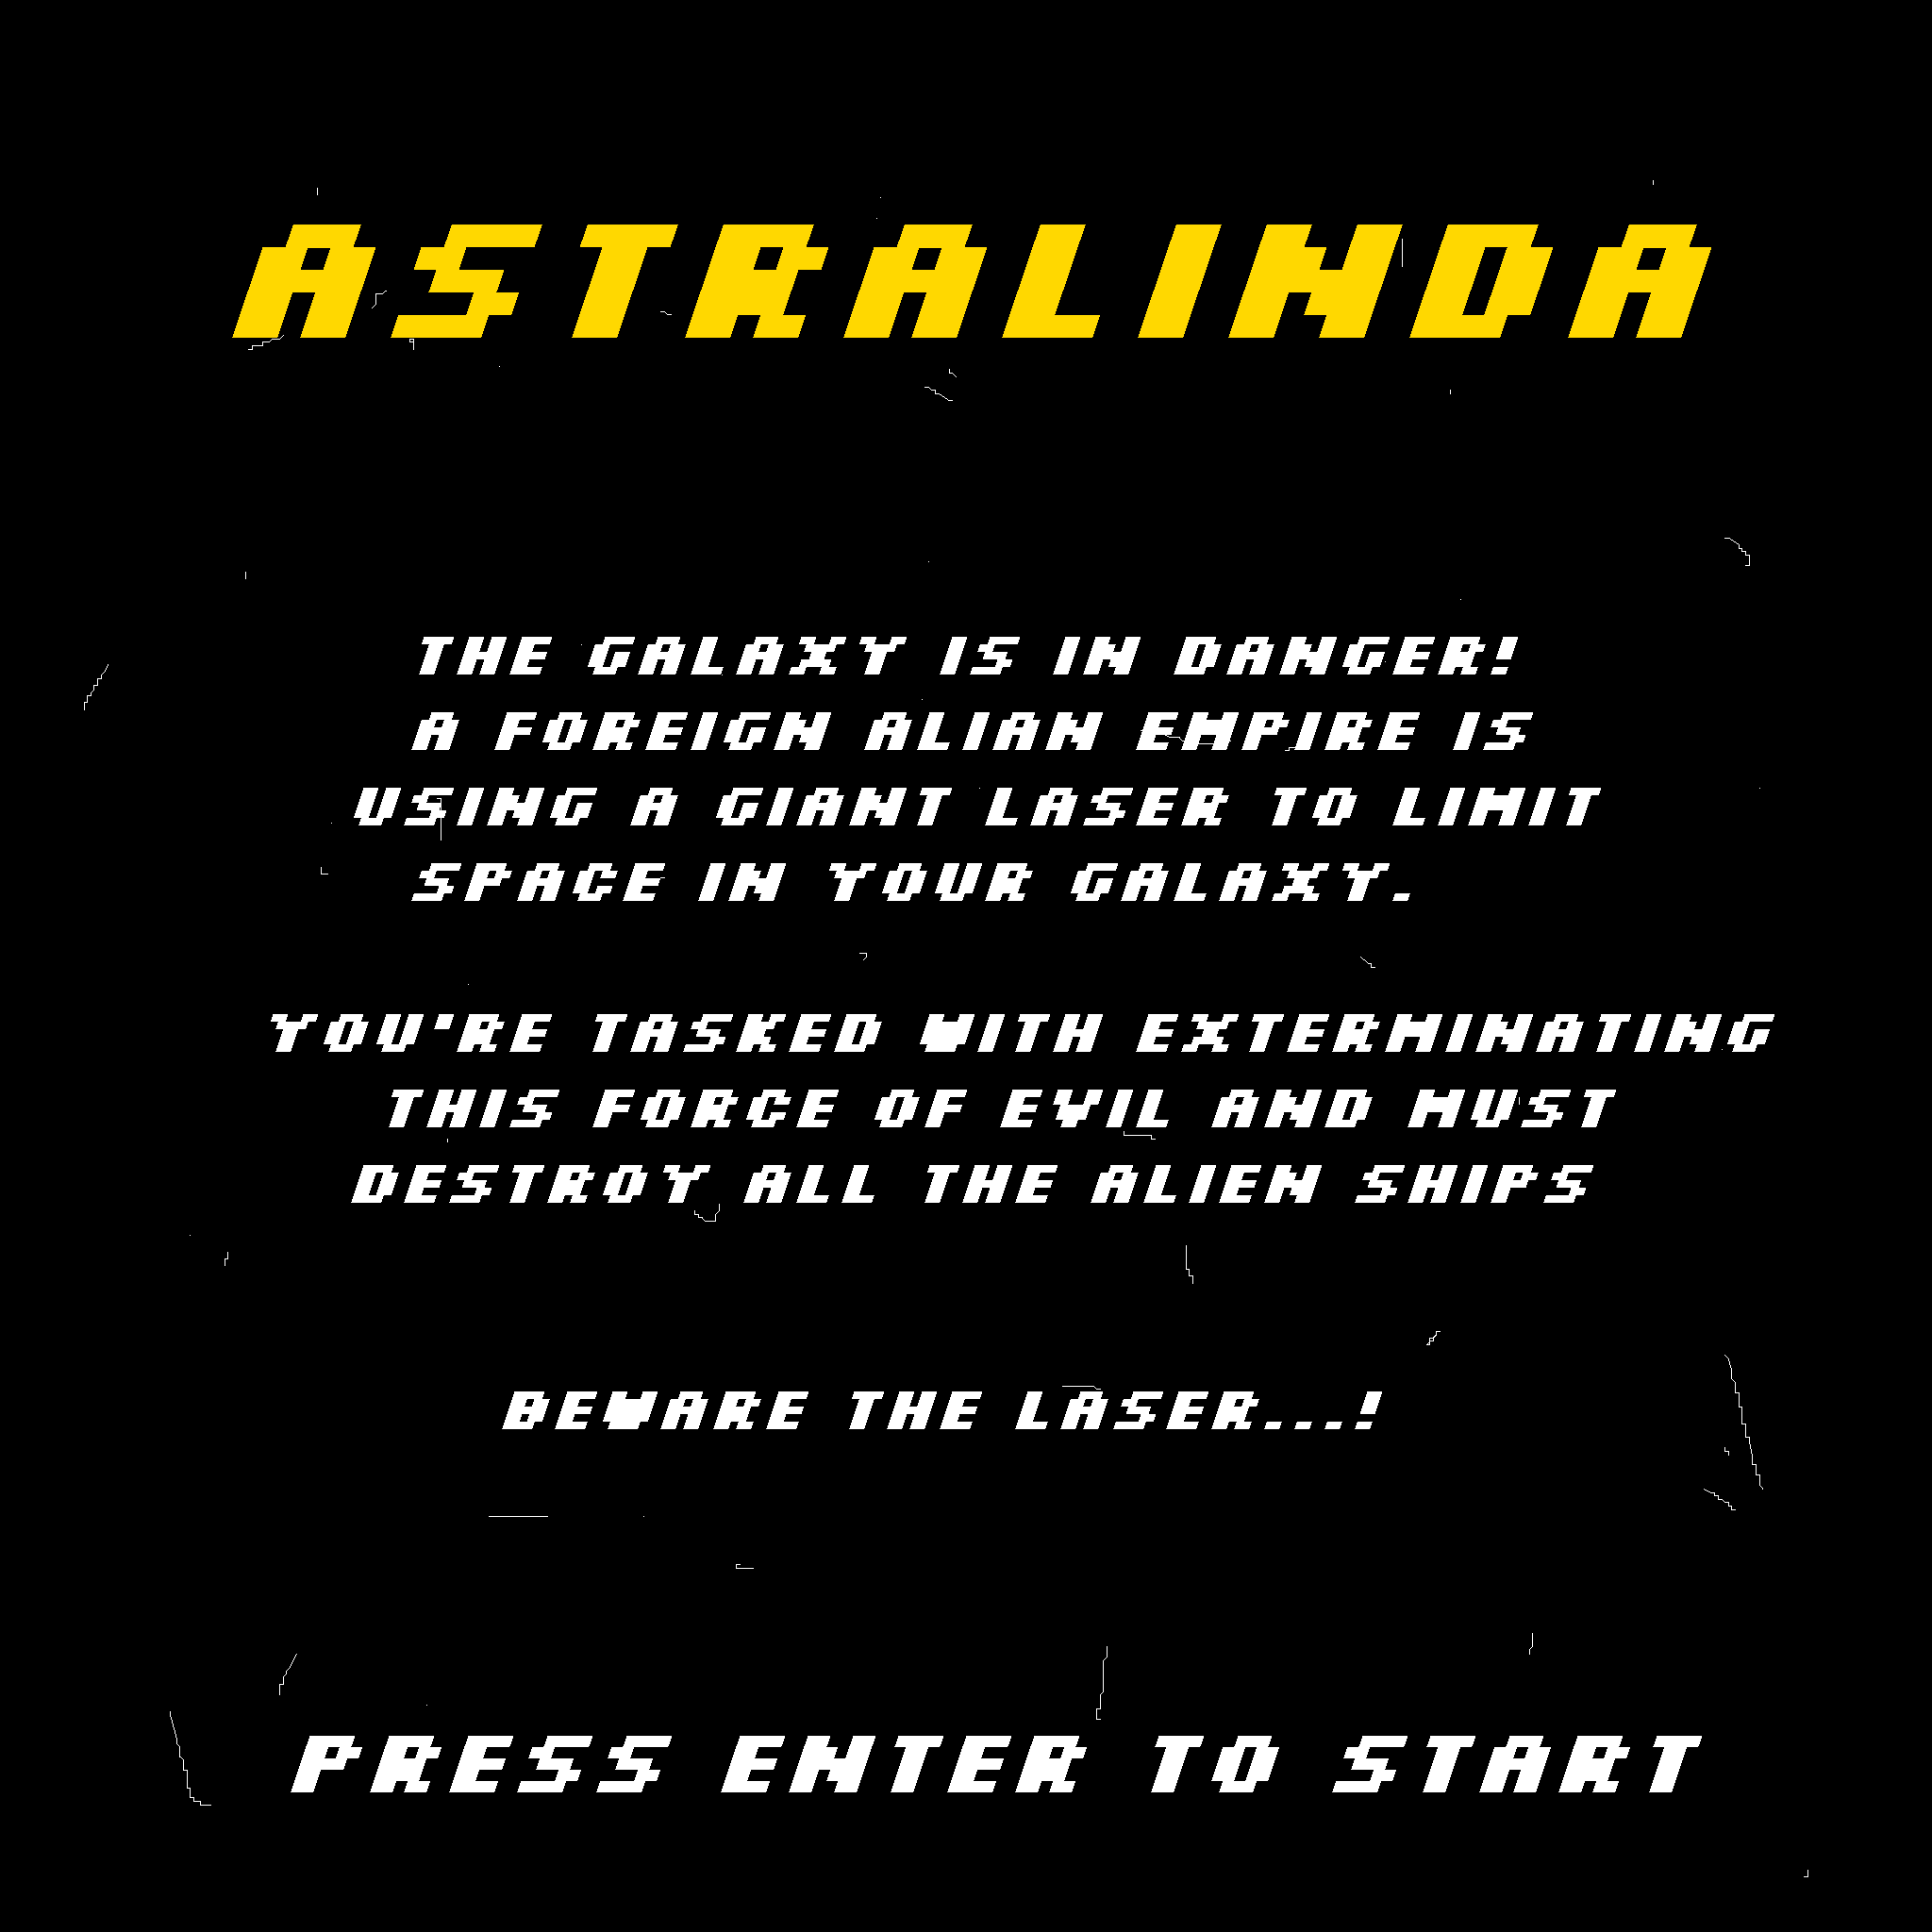 ASTRALINDA
THE GALAXY IS IN DANGER!
A FOREIGN ALIAN EMPIRE IS
USING A GIANT LASER TO LIMIT
SPACE IN YOUR GALAXY.
YOU'RE TASKED WITH EXTERMINATING
THIS FORCE OF EVIL AND MUST
DESTROY ALL THE ALIEN SHIPS
BEWARE THE LASER...!
PRESS ENTER TO START